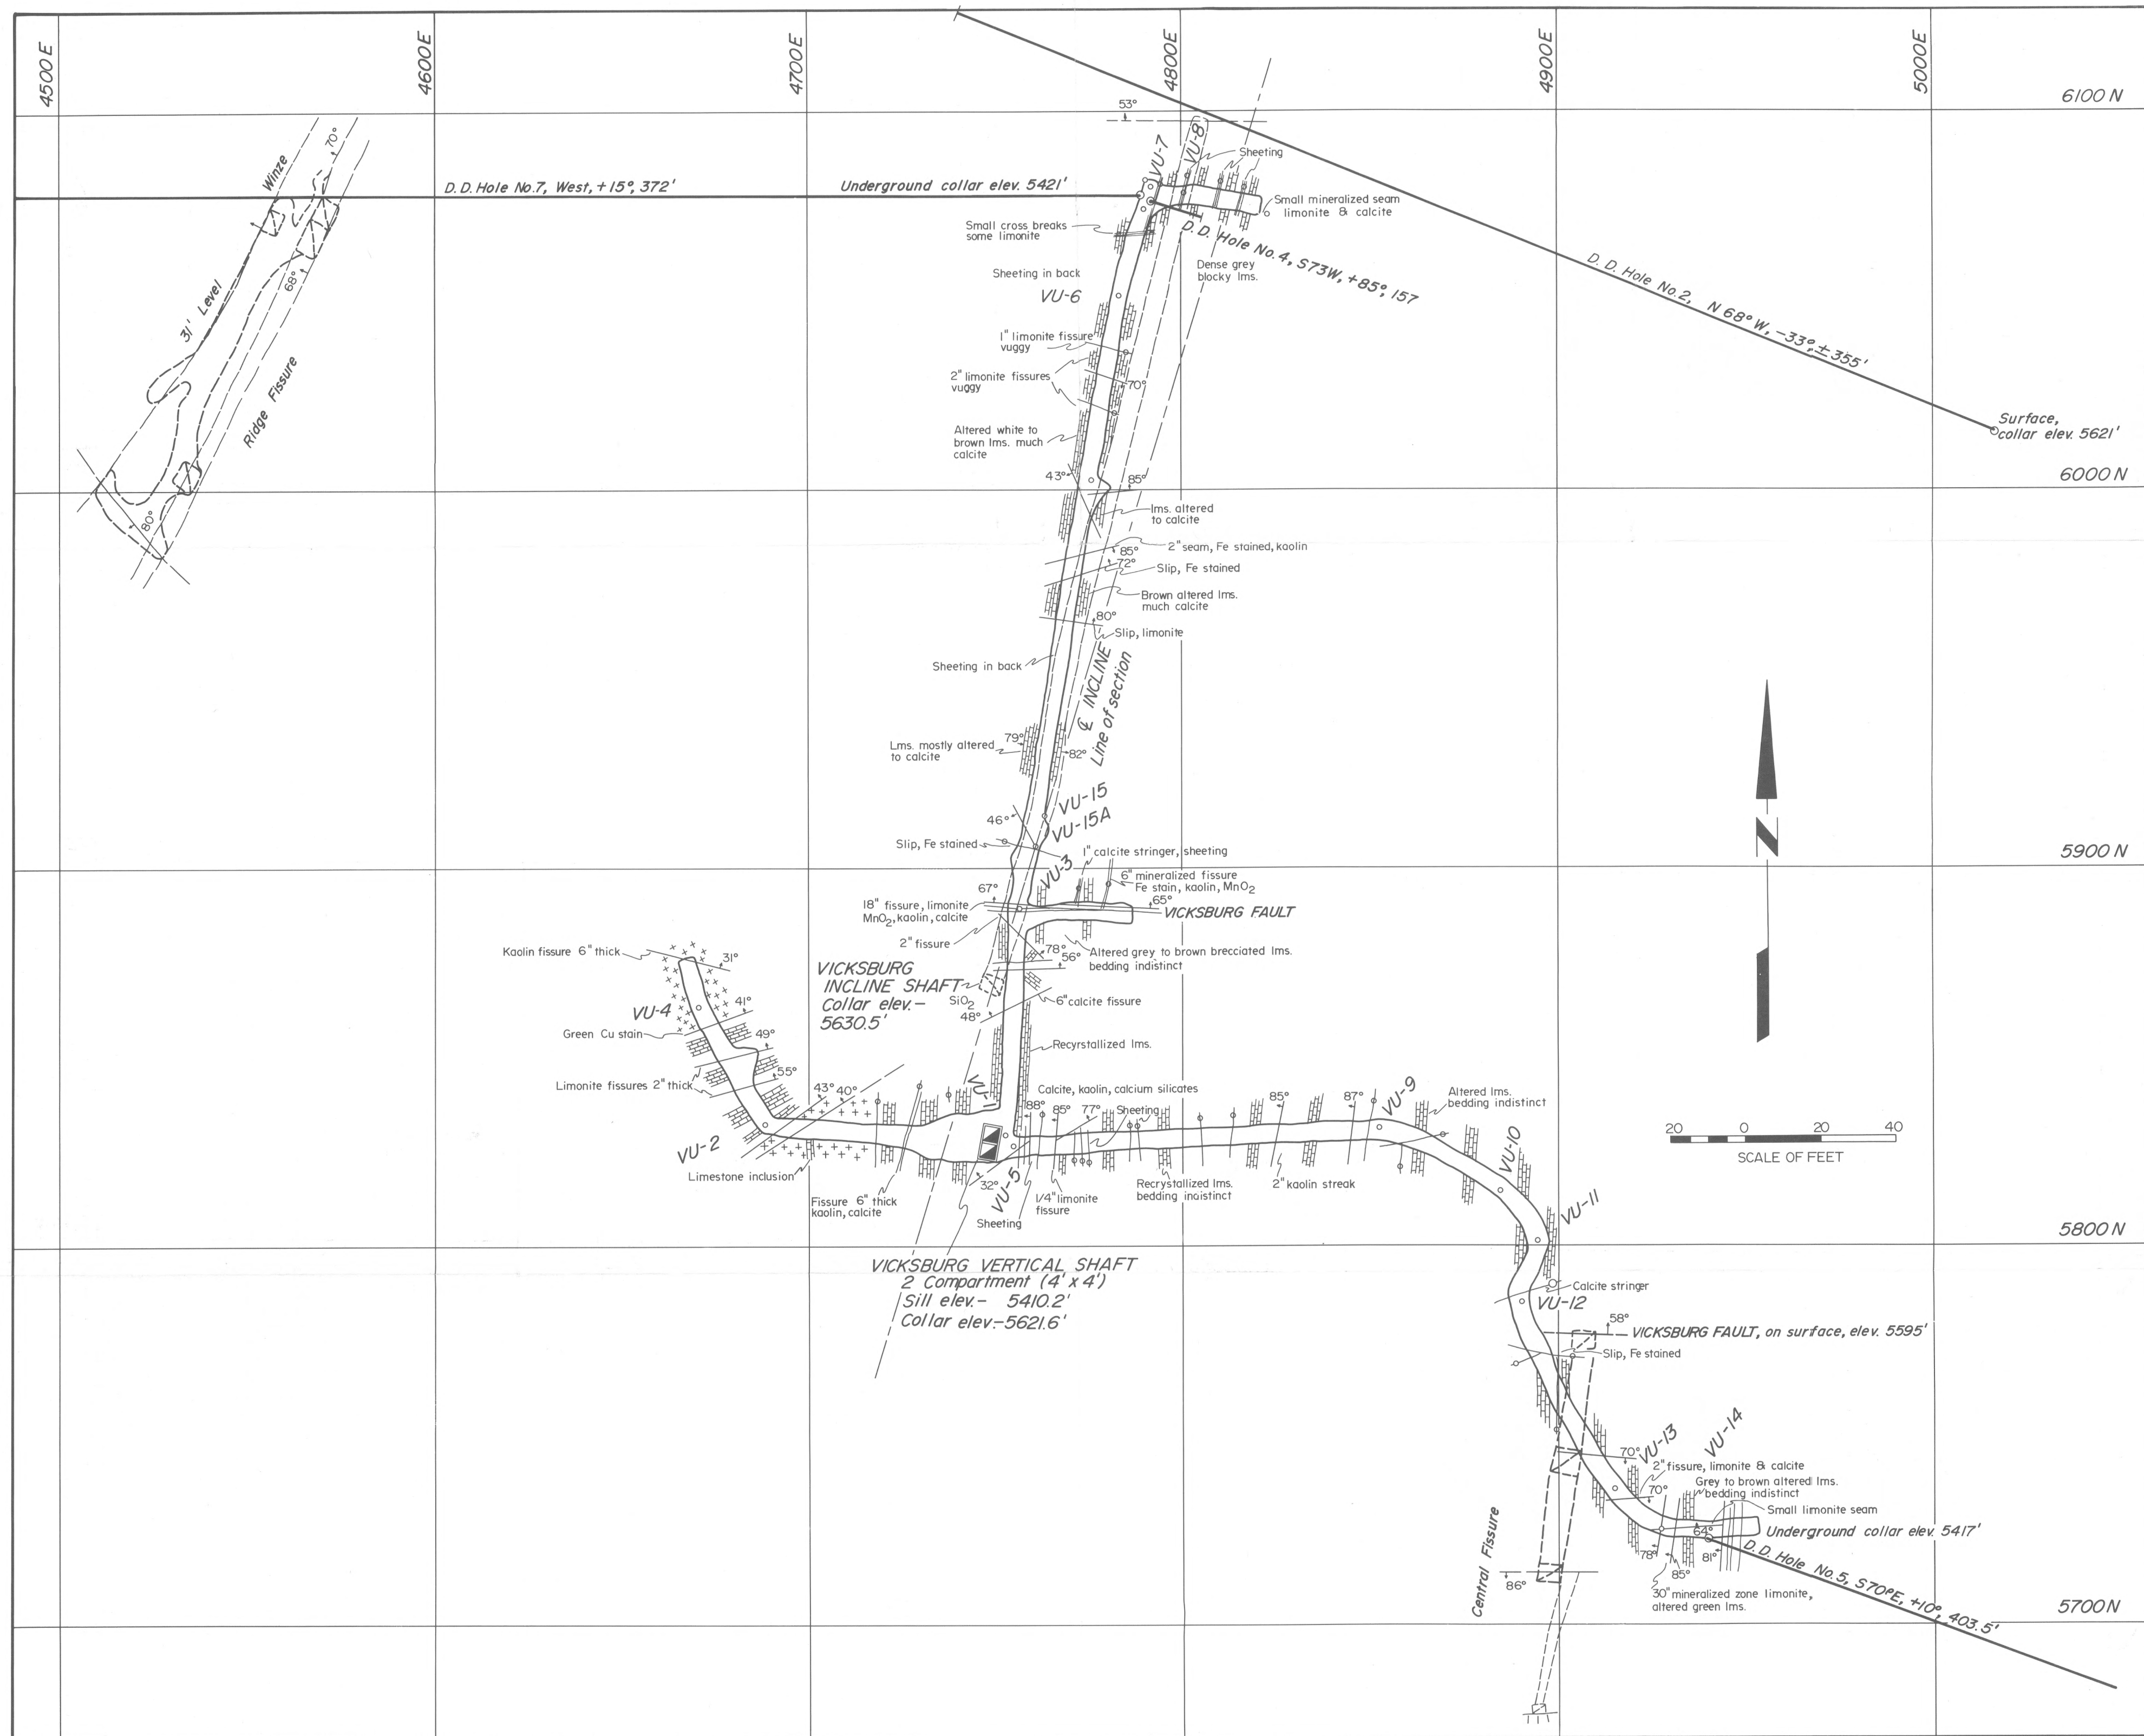 4500E
4600E
4700E
4800E
4900E
5000E
6100 N
53°
VU-7
VU-8
Sheeting
Winze
70°
D.D. Hole No.7, West, +15°, 372'
Underground collar elev. 5421'
Small mineralized seam
limonite & calcite
Small cross breaks
some limonite
D.D. Hole No.4, S73W, +85°, 157
Dense grey
blocky lms.
Sheeting in back
VU-6
D. D. Hole No.2, N 68° W, -33°, ± 355'
68°
31' Level
Ridge Fissure
1" limonite fissure
vuggy
2" limonite fissures
vuggy
70°
Surface,
collar elev. 5621'
Altered white to
brown lms. much
calcite
43°
85°
6000 N
80°
lms. altered
to calcite
2" seam, Fe stained, kaolin
85°
72°
Slip, Fe stained
Brown altered lms.
much calcite
80°
Slip, limonite
Sheeting in back
℄ INCLINE
Line of section
Lms. mostly altered
to calcite
79°
82°
VU-15
VU-15A
46°
Slip, Fe stained
VU-3
1" calcite stringer, sheeting
N
5900 N
6" mineralized fissure
Fe stain, kaolin, MnO2
67°
65°
18" fissure, limonite
MnO2, kaolin, calcite
VICKSBURG FAULT
2" fissure
78°
56°
Altered grey to brown brecciated lms.
bedding indistinct
Kaolin fissure 6" thick
31°
VICKSBURG
INCLINE SHAFT
Collar elev.-
5630.5'
SiO2
48°
6" calcite fissure
VU-4
41°
Green Cu stain
49°
Recyrstallized lms.
Limonite fissures 2" thick
55°
43°
40°
VU-1
Calcite, kaolin, calcium silicates
88°
85°
77°
Sheeting
85°
87°
VU-9
Altered lms.
bedding indistinct
VU-10
20 0 20 40
SCALE OF FEET
VU-2
Limestone inclusion
32°
VU-5
Fissure 6" thick
kaolin, calcite
Sheeting
1/4" limonite
fissure
Recrystallized lms.
bedding inoistinct
2" kaolin streak
VU-11
5800 N
VICKSBURG VERTICAL SHAFT
2 Compartment (4' x 4')
Sill elev.- 5410.2'
Collar elev.-5621.6'
Calcite stringer
VU-12
58°
VICKSBURG FAULT, on surface, elev. 5595'
Slip, Fe stained
70°
VU-13
VU-14
2" fissure, limonite & calcite
Grey to brown altered lms.
bedding indistinct
70°
Small limonite seam
64°
Underground collar elev. 5417'
78°
85°
81°
D.D. Hole No.5, S70°E, +10°, 403.5'
Central Fissure
86°
30" mineralized zone limonite,
altered green lms.
5700N